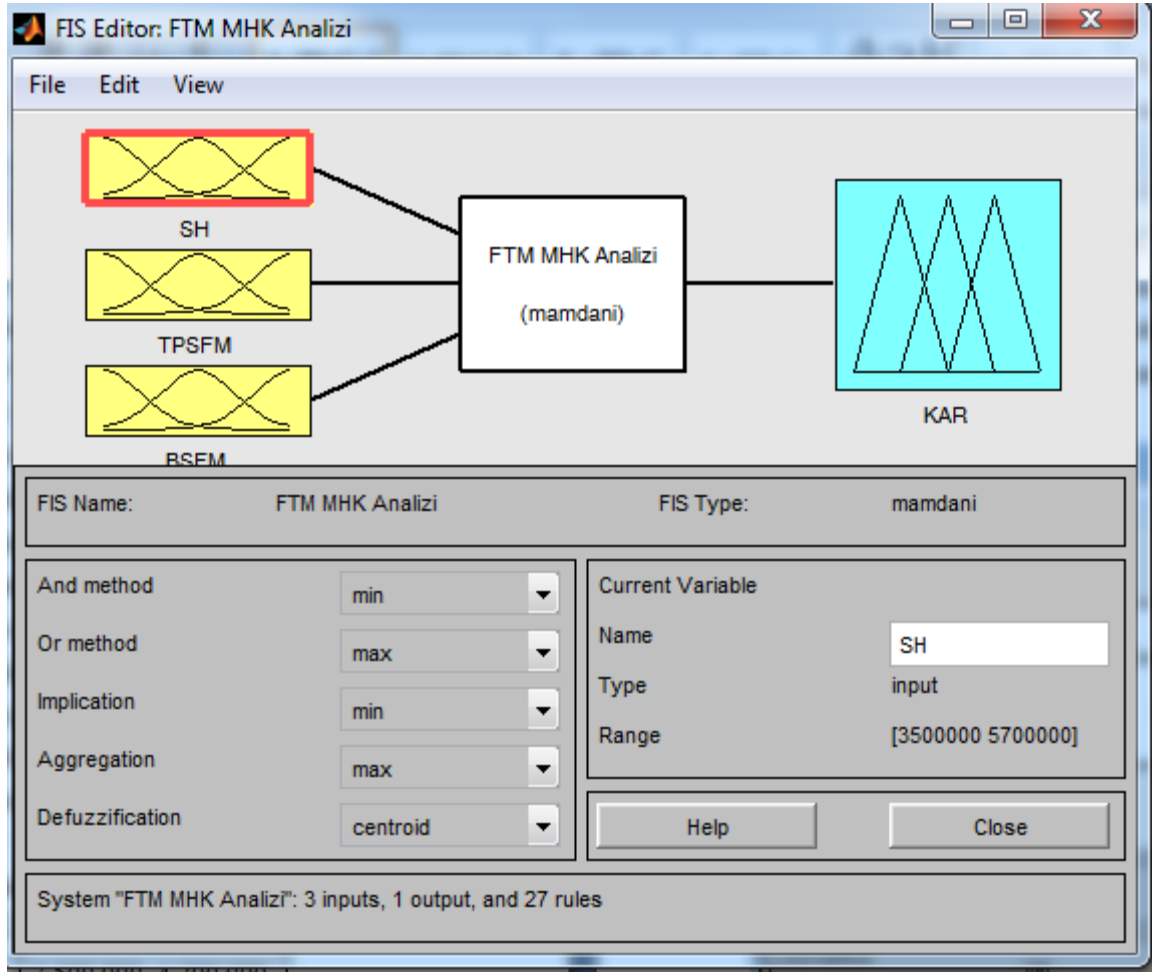 FIS Editor: FTM MHK Analizi
File Edit View
SH
FTM MHK Analizi
(mamdani)
TPSFM
KAR
BSFM
FIS Name: FTM MHK Analizi FIS Type: mamdani
And method min
Or method max
Implication min
Aggregation max
Defuzzification centroid
Current Variable
Name SH
Type input
Range [3500000 5700000]
Help Close
System "FTM MHK Analizi": 3 inputs, 1 output, and 27 rules